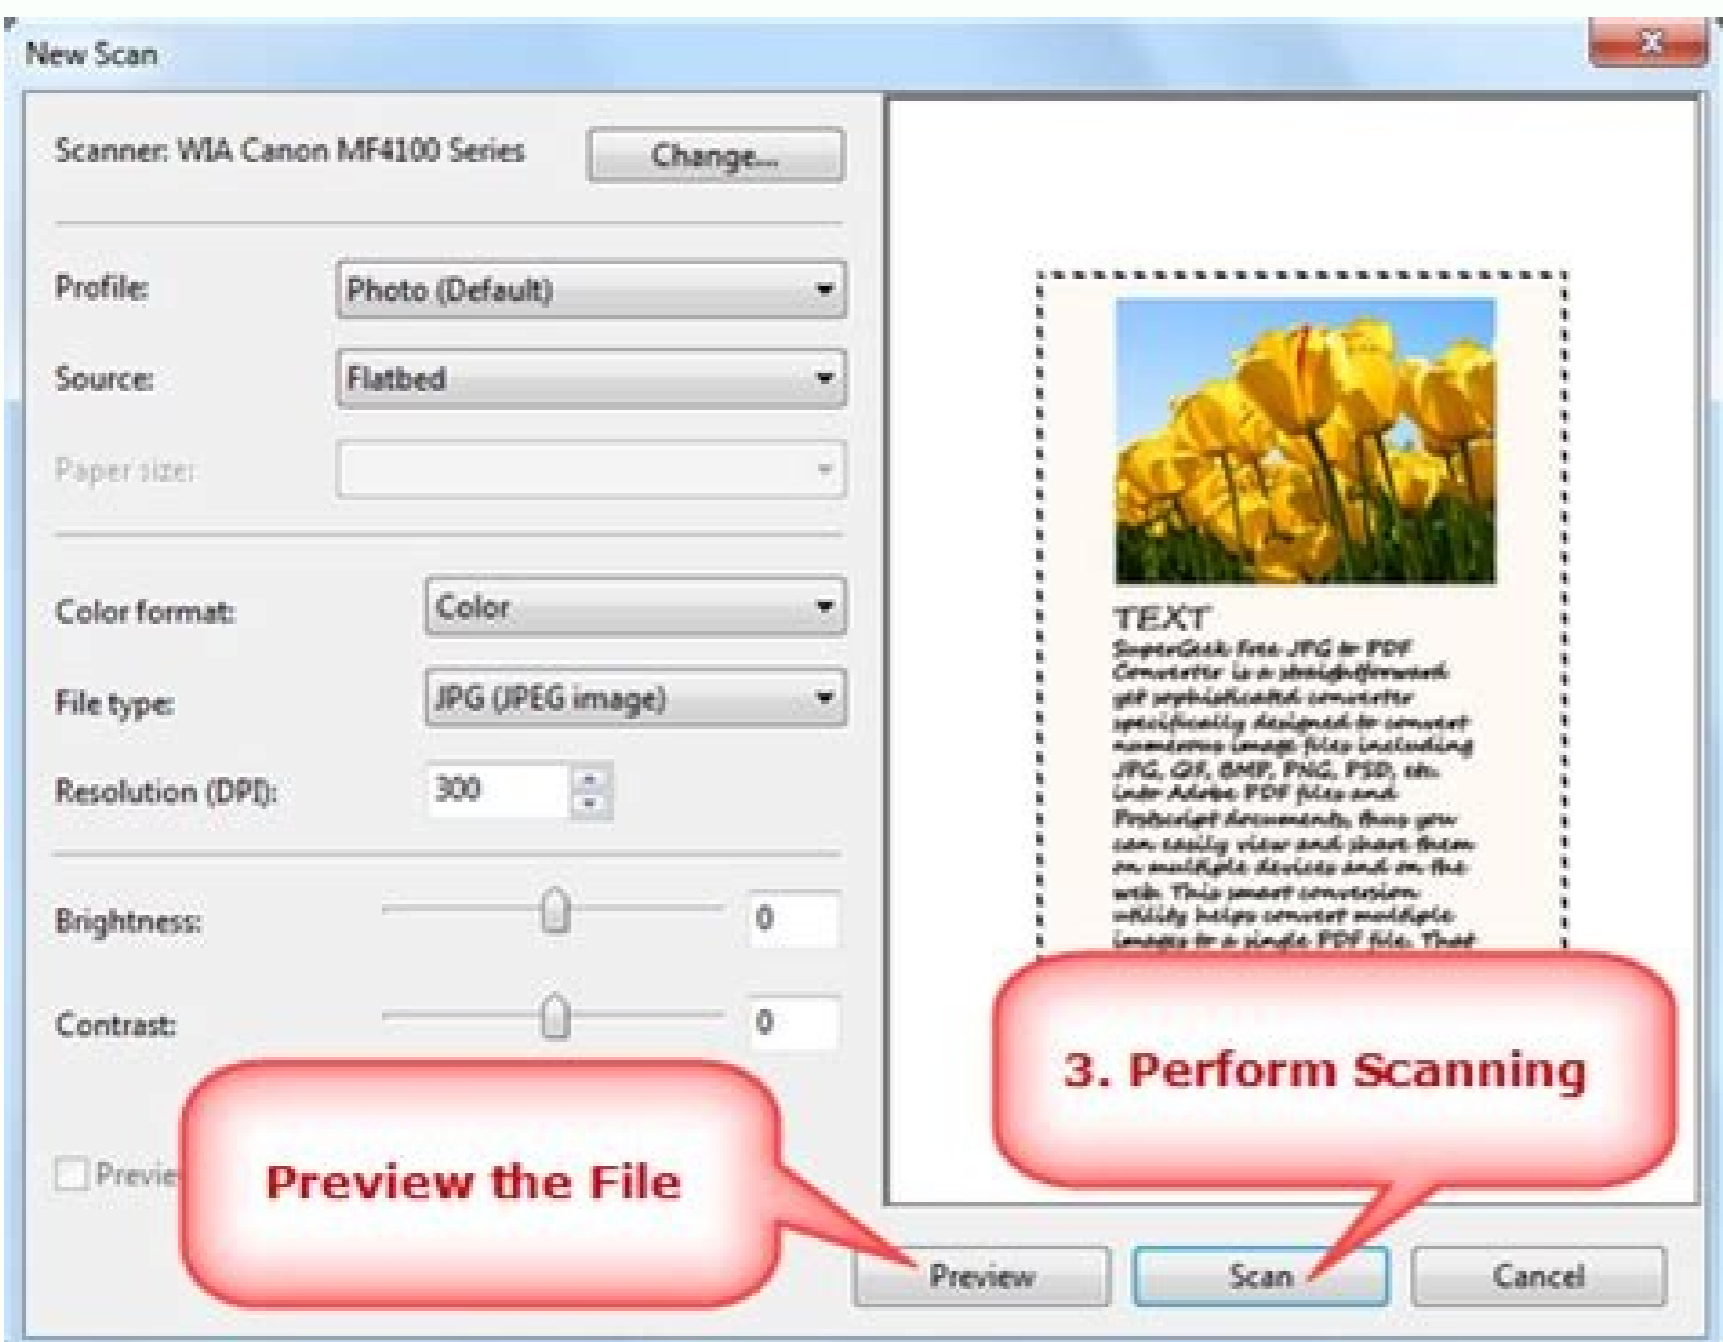 New Scan
Scanner: WIA Canon MF4100 Series
Change...
Profile:
Photo (Default)
Source:
Flatbed
Paper size:
Color format:
Color
File type:
JPG (JPEG image)
Resolution (DPI):
300
Brightness:
0
Contrast:
0
Previe
Preview the File
TEXT
SuperGeek Free JPG to PDF
Converter is a straightforward
yet sophisticated converter
specifically designed to convert
numerous image files including
JPG, GIF, BMP, PNG, PSD, etc.
into Adobe PDF files and
Postscript documents, thus you
can easily view and share them
on multiple devices and on the
web. This smart conversion
utility helps convert multiple
images to a single PDF file. That
3. Perform Scanning
Preview
Scan
Cancel